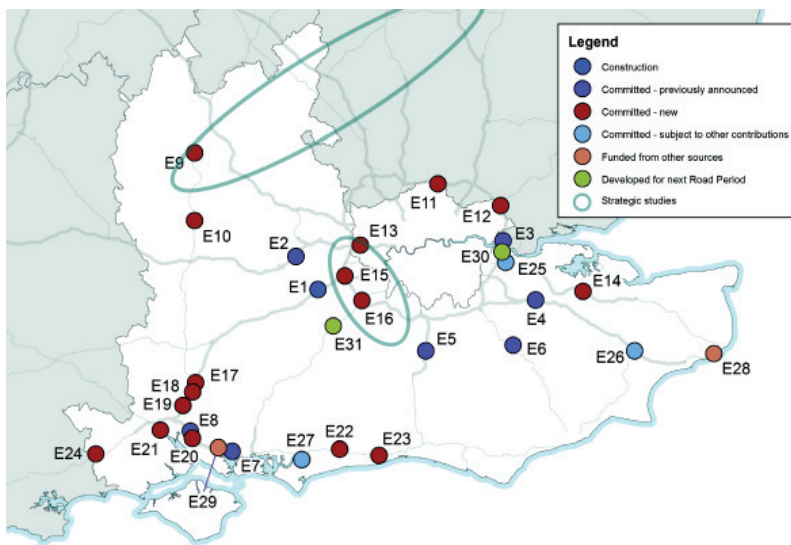 Legend
Construction
Committed - previously announced
Committed - new
Committed - subject to other contributions
Funded from other sources
Developed for next Road Period
Strategic studies
E9
E11
E12
E10
E13
E3
E2
E30
E25
E15
E14
E1
E16
E4
E31
E5
E6
E26
E28
E17
E18
E19
E8
E22
E27
E23
E21
E24
E20
E7
E29